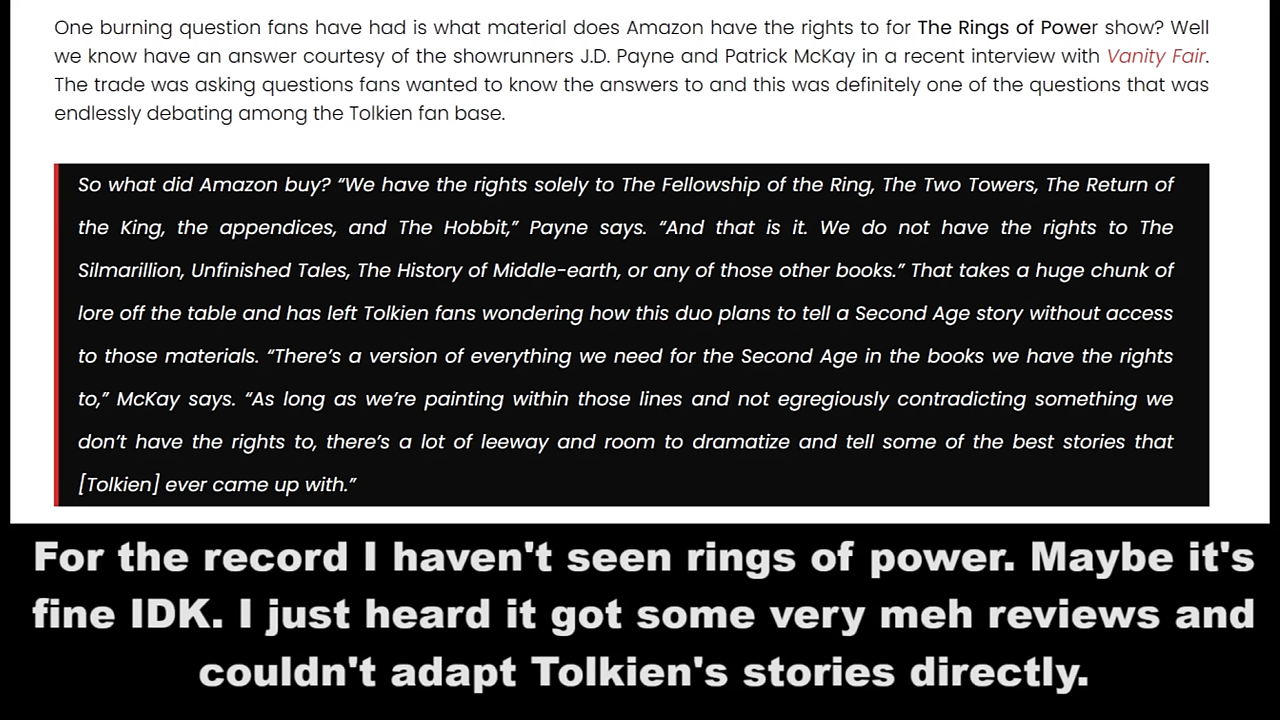 One burning question fans have had is what material does Amazon have the rights to for The Rings of Power show? Well
we know have an answer courtesy of the showrunners J.D. Payne and Patrick McKay in a recent interview with Vanity Fair.
The trade was asking questions fans wanted to know the answers to and this was definitely one of the questions that was
endlessly debating among the Tolkien fan base.
So what did Amazon buy? “We have the rights solely to The Fellowship of the Ring, The Two Towers, The Return of
the King, the appendices, and The Hobbit,” Payne says. “And that is it. We do not have the rights to The
Silmarillion, Unfinished Tales, The History of Middle-earth, or any of those other books.” That takes a huge chunk of
lore off the table and has left Tolkien fans wondering how this duo plans to tell a Second Age story without access
to those materials. “There’s a version of everything we need for the Second Age in the books we have the rights
to,” McKay says. “As long as we’re painting within those lines and not egregiously contradicting something we
don’t have the rights to, there’s a lot of leeway and room to dramatize and tell some of the best stories that
[Tolkien] ever came up with.”
For the record I haven't seen rings of power. Maybe it's
fine IDK. I just heard it got some very meh reviews and
couldn't adapt Tolkien's stories directly.